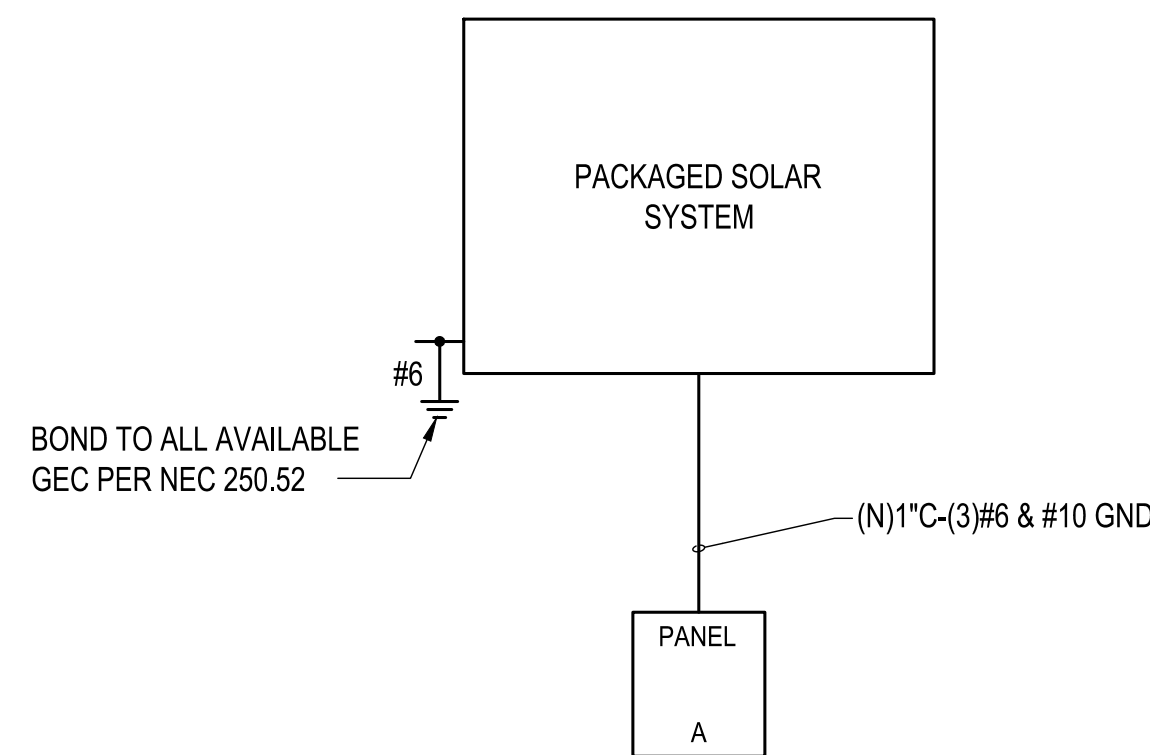 PACKAGED SOLAR
SYSTEM
#6
BOND TO ALL AVAILABLE
GEC PER NEC 250.52
(N)1"C-(3)#6 & #10 GND
PANEL
A